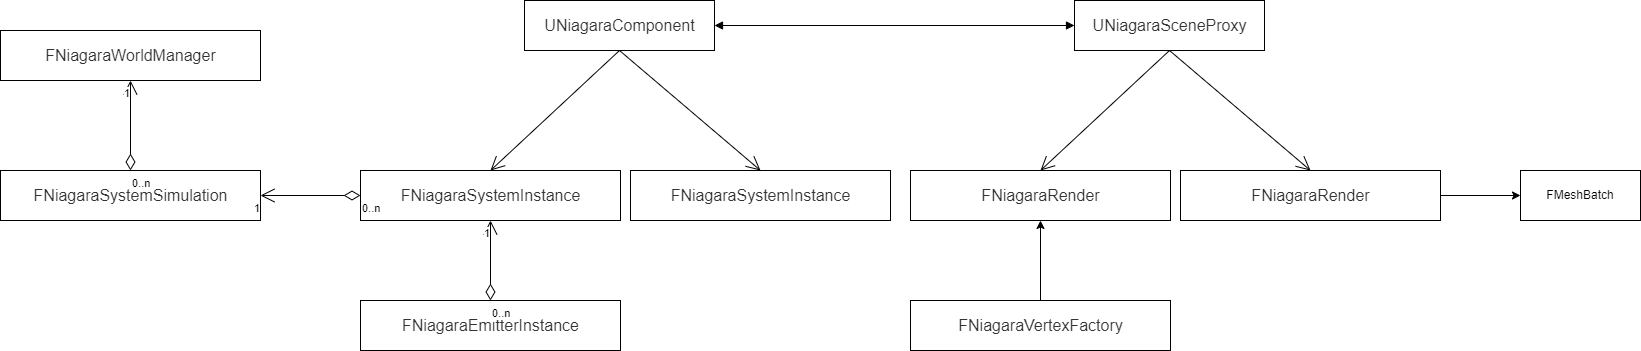 UNiagaraComponent
UNiagaraSceneProxy
FNiagaraWorldManager
1
0..n
FNiagaraSystemSimulation
1
FNiagaraSystemInstance
0..n
FNiagaraSystemInstance
FNiagaraRender
FNiagaraRender
FMeshBatch
1
0..n
FNiagaraEmitterInstance
FNiagaraVertexFactory